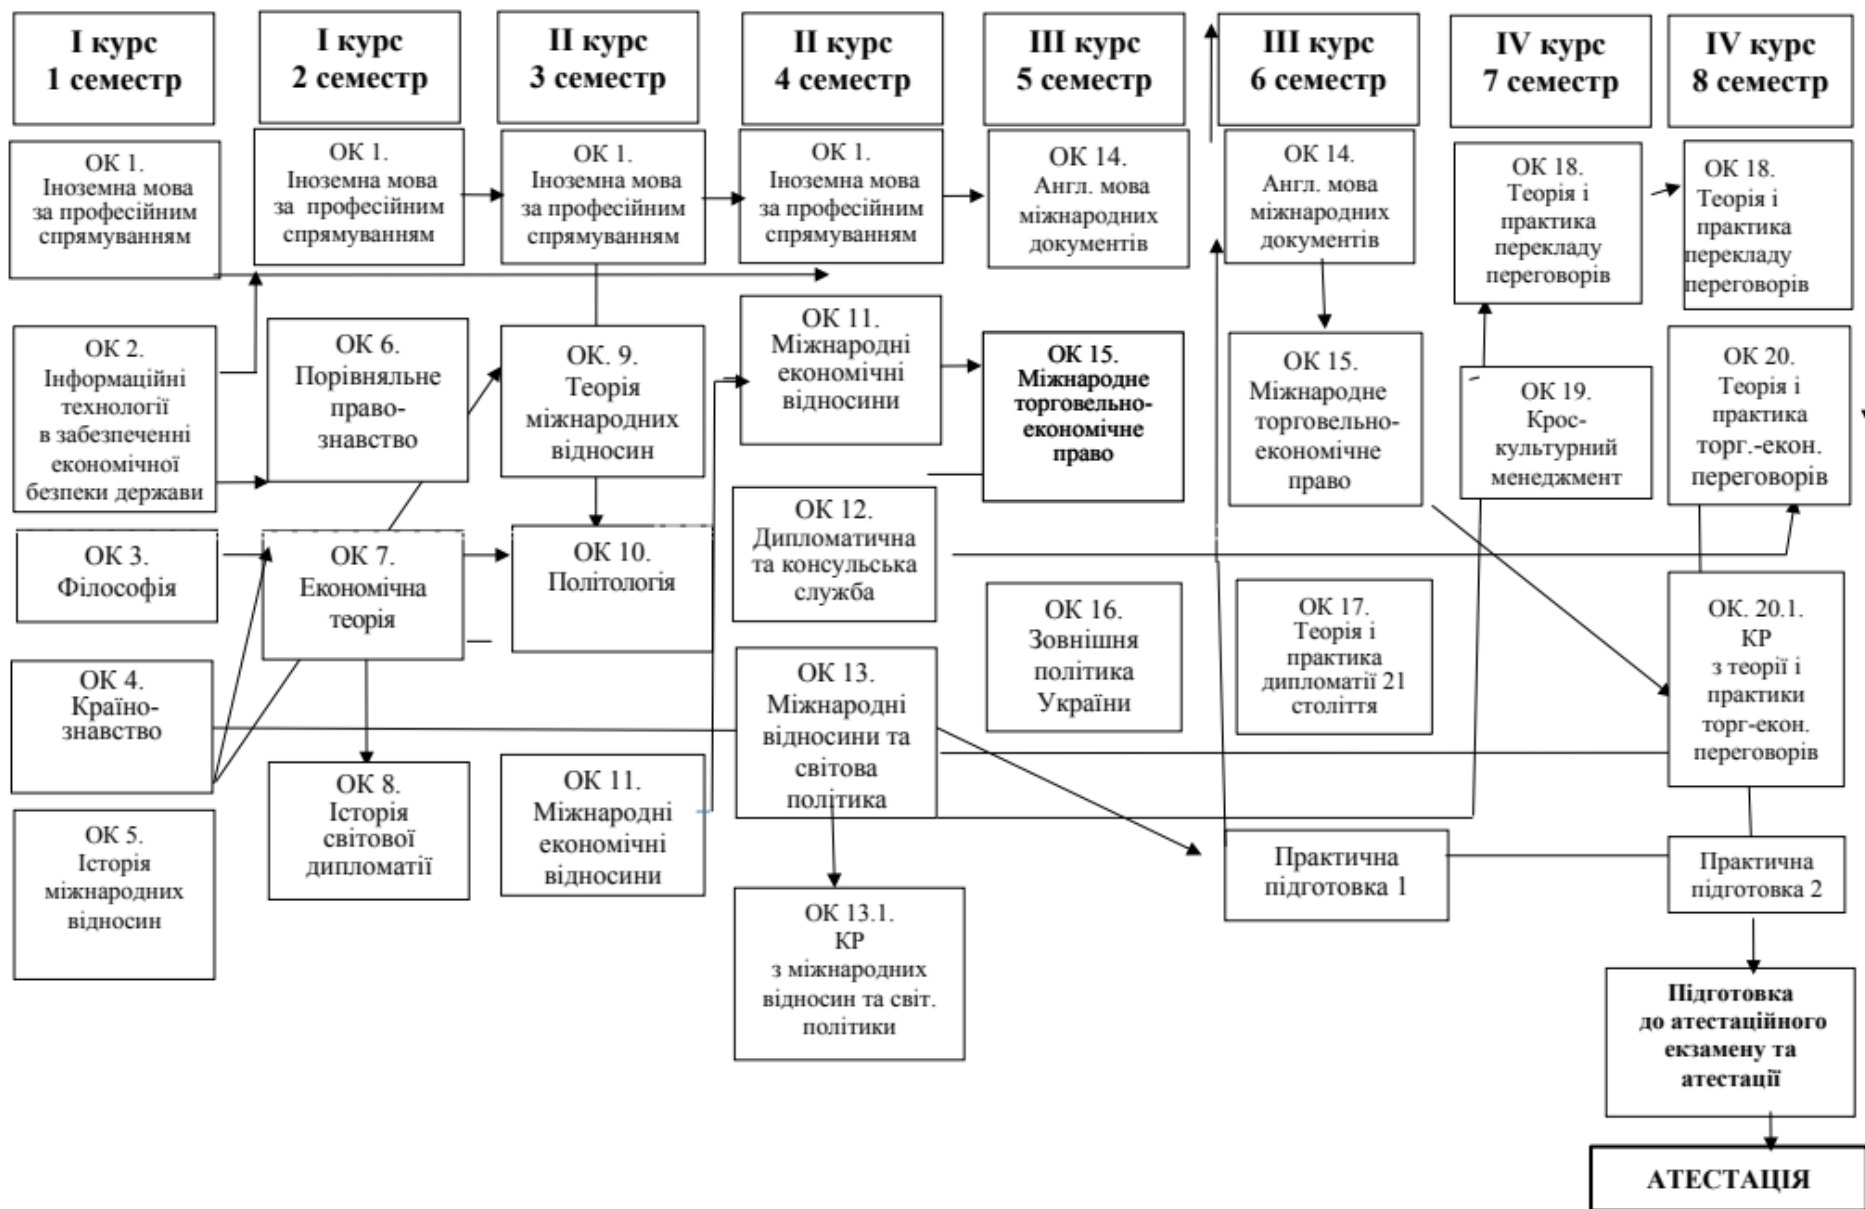 І курс
1 семестр
І курс
2 семестр
ІІ курс
3 семестр
ІІ курс
4 семестр
ІІІ курс
5 семестр
ІІІ курс
6 семестр
ІV курс
7 семестр
ІV курс
8 семестр
ОК 1.
Іноземна мова
за професійним
спрямуванням
ОК 2.
Інформаційні
технології
в забезпеченні
економічної
безпеки держави
ОК 3.
Філософія
ОК 4.
Країно-
знавство
ОК 5.
Історія
міжнародних
відносин
ОК 1.
Іноземна мова
за професійним
спрямуванням
ОК 6.
Порівняльне
право-
знавство
ОК 7.
Економічна
теорія
ОК 8.
Історія
світової
дипломатії
ОК 1.
Іноземна мова
за професійним
спрямуванням
ОК. 9.
Теорія
міжнародних
відносин
ОК 10.
Політологія
ОК 11.
Міжнародні
економічні
відносини
ОК 1.
Іноземна мова
за професійним
спрямуванням
ОК 11.
Міжнародні
економічні
відносини
ОК 12.
Дипломатична
та консульська
служба
ОК 13.
Міжнародні
відносини та
світова
політика
ОК 13.1.
КР
з міжнародних
відносин та світ.
політики
ОК 14.
Англ. мова
міжнародних
документів
ОК 15.
Міжнародне
торговельно-
економічне
право
ОК 16.
Зовнішня
політика
України
ОК 14.
Англ. мова
міжнародних
документів
ОК 15.
Міжнародне
торговельно-
економічне
право
ОК 17.
Теорія і
практика
дипломатії 21
століття
Практична
підготовка 1
ОК 18.
Теорія і
практика
перекладу
переговорів
ОК 19.
Крос-
культурний
менеджмент
ОК 18.
Теорія і
практика
перекладу
переговорів
ОК 20.
Теорія і
практика
торг.-екон.
переговорів
ОК. 20.1.
КР
з теорії і
практики
торг-екон.
переговорів
Практична
підготовка 2
Підготовка
до атестаційного
екзамену та
атестації
АТЕСТАЦІЯ